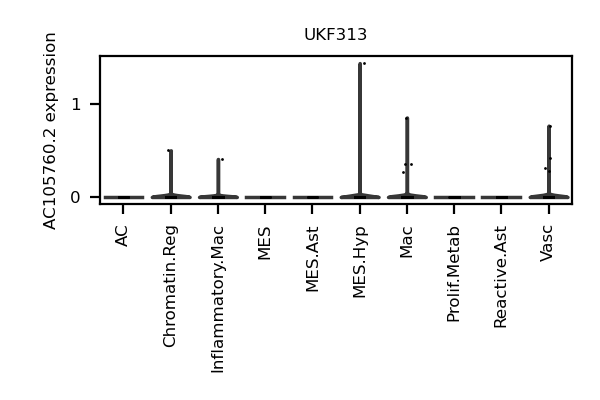 UKF313
AC105760.2 expression
1
0
AC
Chromatin.Reg
Inflammatory.Mac
MES
MES.Ast
MES.Hyp
Mac
Prolif.Metab
Reactive.Ast
Vasc